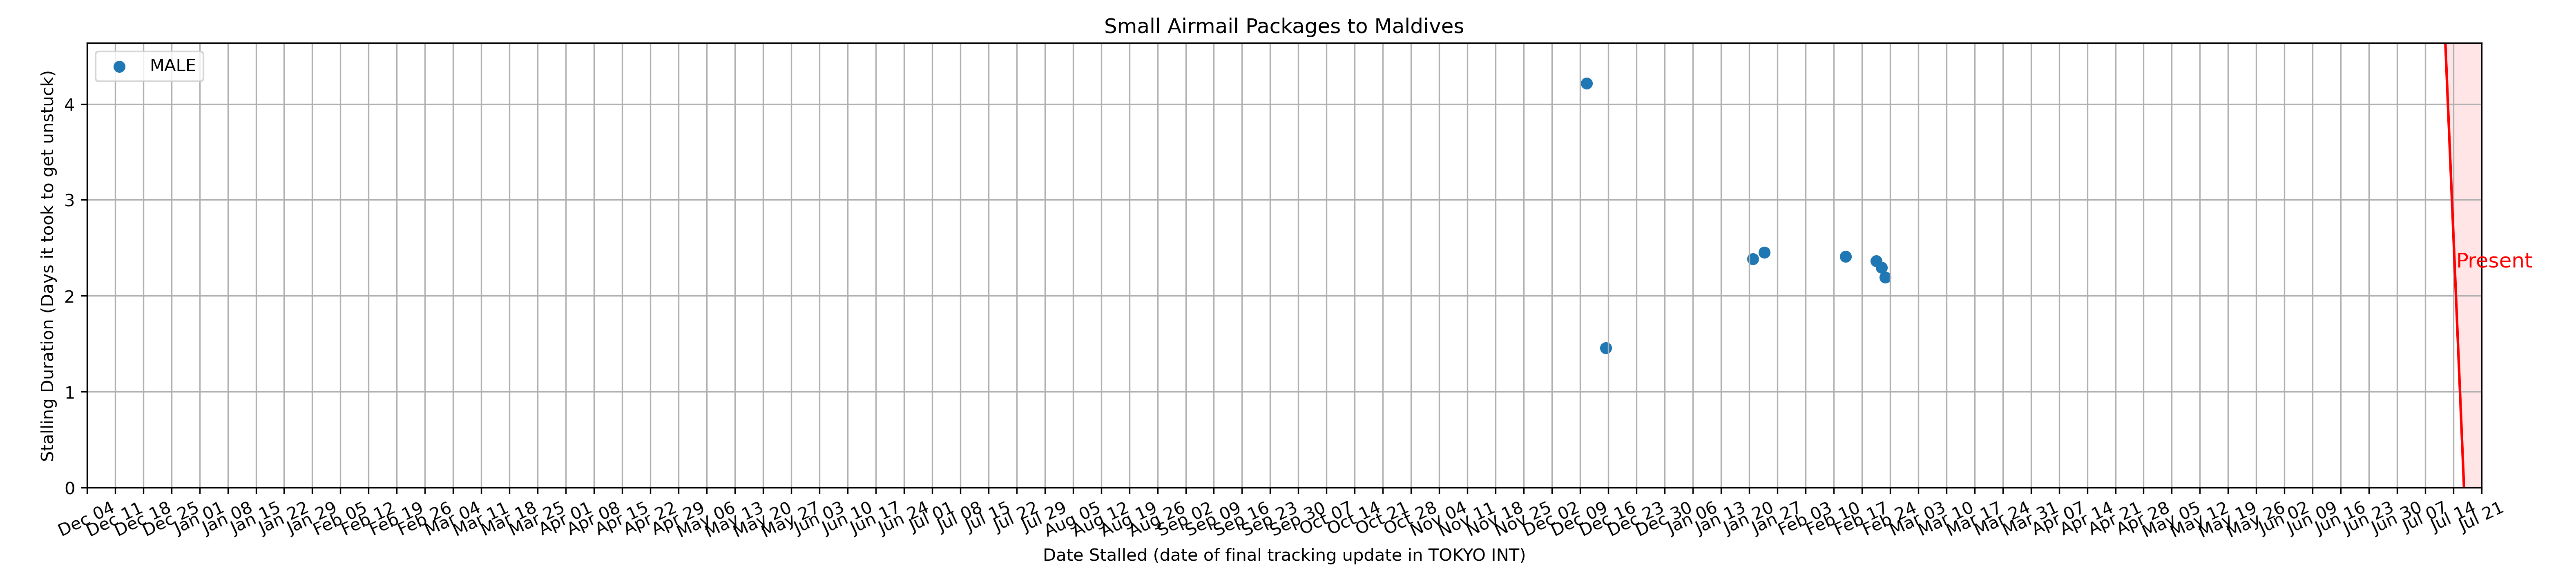 Small Airmail Packages to Maldives
MALE
Stalling Duration (Days it took to get unstuck)
4
3
2
1
0
Present
Dec 04 Dec 11 Dec 18 Dec 25 Jan 01 Jan 08 Jan 15 Jan 22 Jan 29 Feb 05 Feb 12 Feb 19 Feb 26 Mar 04 Mar 11 Mar 18 Mar 25 Apr 01 Apr 08 Apr 15 Apr 22 Apr 29 May 06 May 13 May 20 May 27 Jun 03 Jun 10 Jun 17 Jun 24 Jul 01 Jul 08 Jul 15 Jul 22 Jul 29 Aug 05 Aug 12 Aug 19 Aug 26 Sep 02 Sep 09 Sep 16 Sep 23 Sep 30 Oct 07 Oct 14 Oct 21 Oct 28 Nov 04 Nov 11 Nov 18 Nov 25 Dec 02 Dec 09 Dec 16 Dec 23 Dec 30 Jan 06 Jan 13 Jan 20 Jan 27 Feb 03 Feb 10 Feb 17 Feb 24 Mar 03 Mar 10 Mar 17 Mar 24 Mar 31 Apr 07 Apr 14 Apr 21 Apr 28 May 05 May 12 May 19 May 26 Jun 02 Jun 09 Jun 16 Jun 23 Jun 30 Jul 07 Jul 14 Jul 21
Date Stalled (date of final tracking update in TOKYO INT)